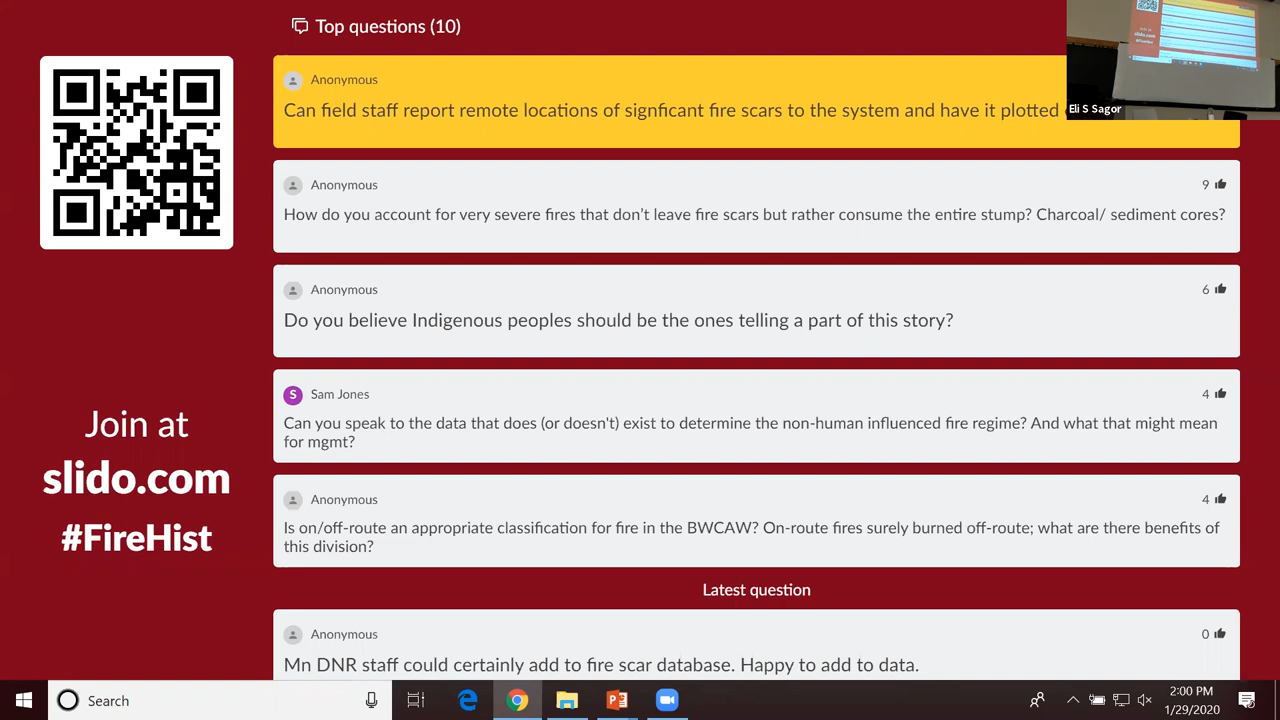 Top questions (10)
Anonymous
Can field staff report remote locations of signficant fire scars to the system and have it plotted
Eli S Sagor
Anonymous
9
How do you account for very severe fires that don't leave fire scars but rather consume the entire stump? Charcoal/ sediment cores?
Anonymous
6
Do you believe Indigenous peoples should be the ones telling a part of this story?
S
Sam Jones
4
Can you speak to the data that does (or doesn't) exist to determine the non-human influenced fire regime? And what that might mean
for mgmt?
Anonymous
4
Is on/off-route an appropriate classification for fire in the BWCAW? On-route fires surely burned off-route; what are there benefits of
this division?
Latest question
Anonymous
0
Mn DNR staff could certainly add to fire scar database. Happy to add to data.
Join at
slido.com
#FireHist
Search
2:00 PM
1/29/2020